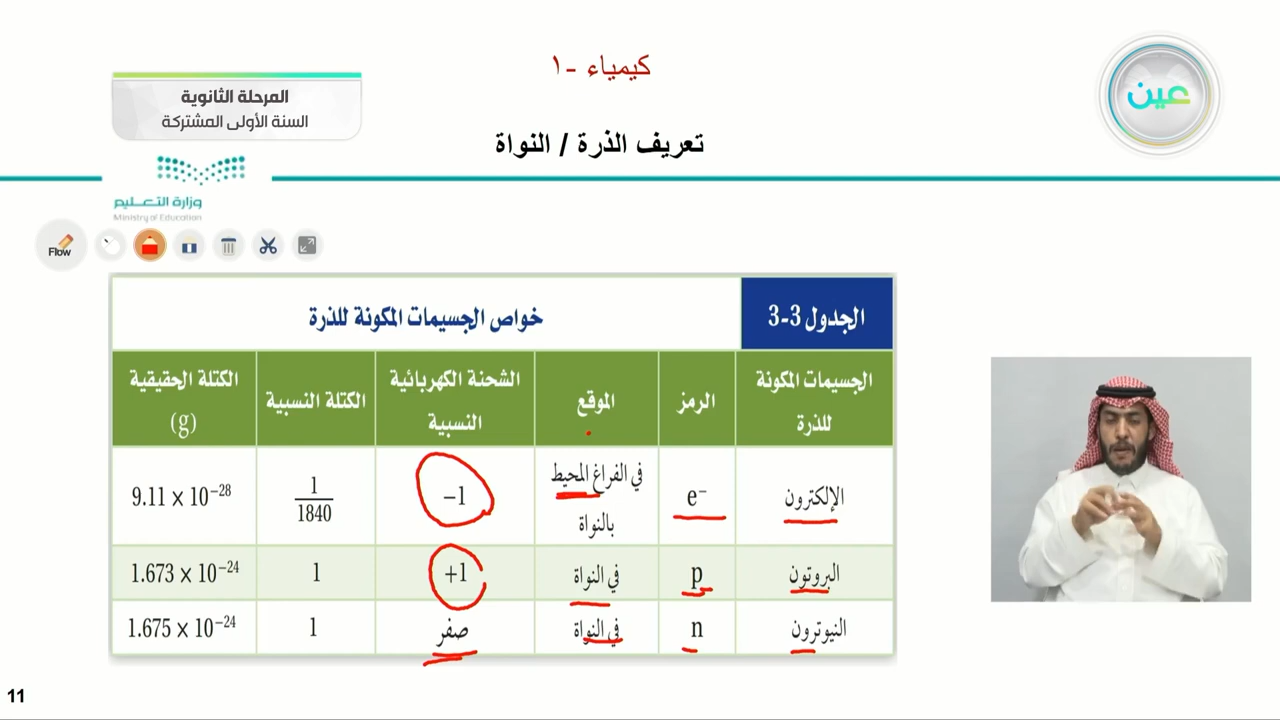 كيمياء -١
عين
المرحلة الثانوية
السنة الأولى المشتركة
تعريف الذرة / النواة
وزارة التعـــليم
Ministry of Education
Flow
الجدول 3-3
خواص الجسيمات المكونة للذرة
الجسيمات المكونة للذرة
الرمز
الموقع
الشحنة الكهربائية النسبية
الكتلة النسبية
الكتلة الحقيقية (g)
الإلكترون
e⁻
في الفراغ المحيط بالنواة
–1
1/1840
9.11 × 10⁻²⁸
البروتون
p
في النواة
+1
1
1.673 × 10⁻²⁴
النيوترون
n
في النواة
صفر
1
1.675 × 10⁻²⁴
11